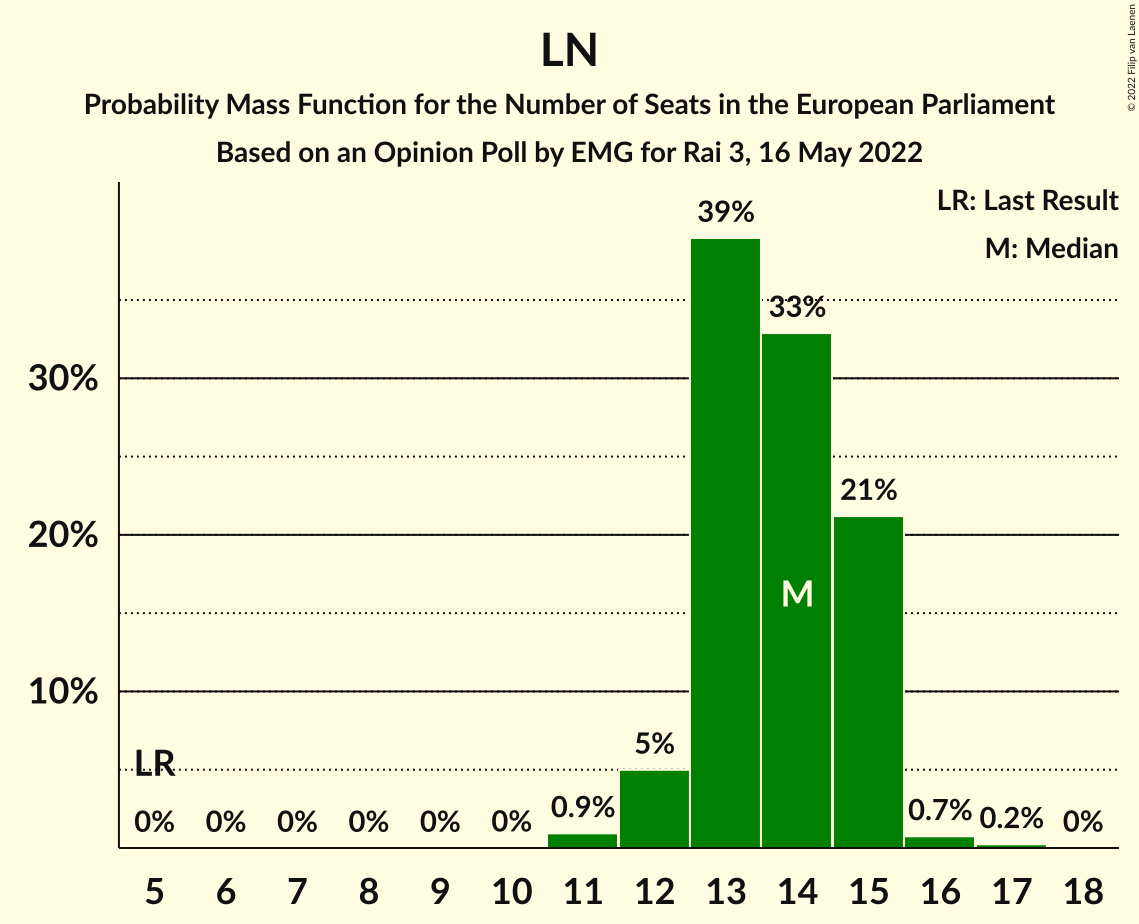 LN
Probability Mass Function for the Number of Seats in the European Parliament
Based on an Opinion Poll by EMG for Rai 3, 16 May 2022
© 2022 Filip van Laenen
LR: Last Result
M: Median
39%
33%
30%
21%
20%
M
10%
5%
LR
0% 0% 0% 0% 0% 0% 0.9% 0.7% 0.2% 0%
5 6 7 8 9 10 11 12 13 14 15 16 17 18